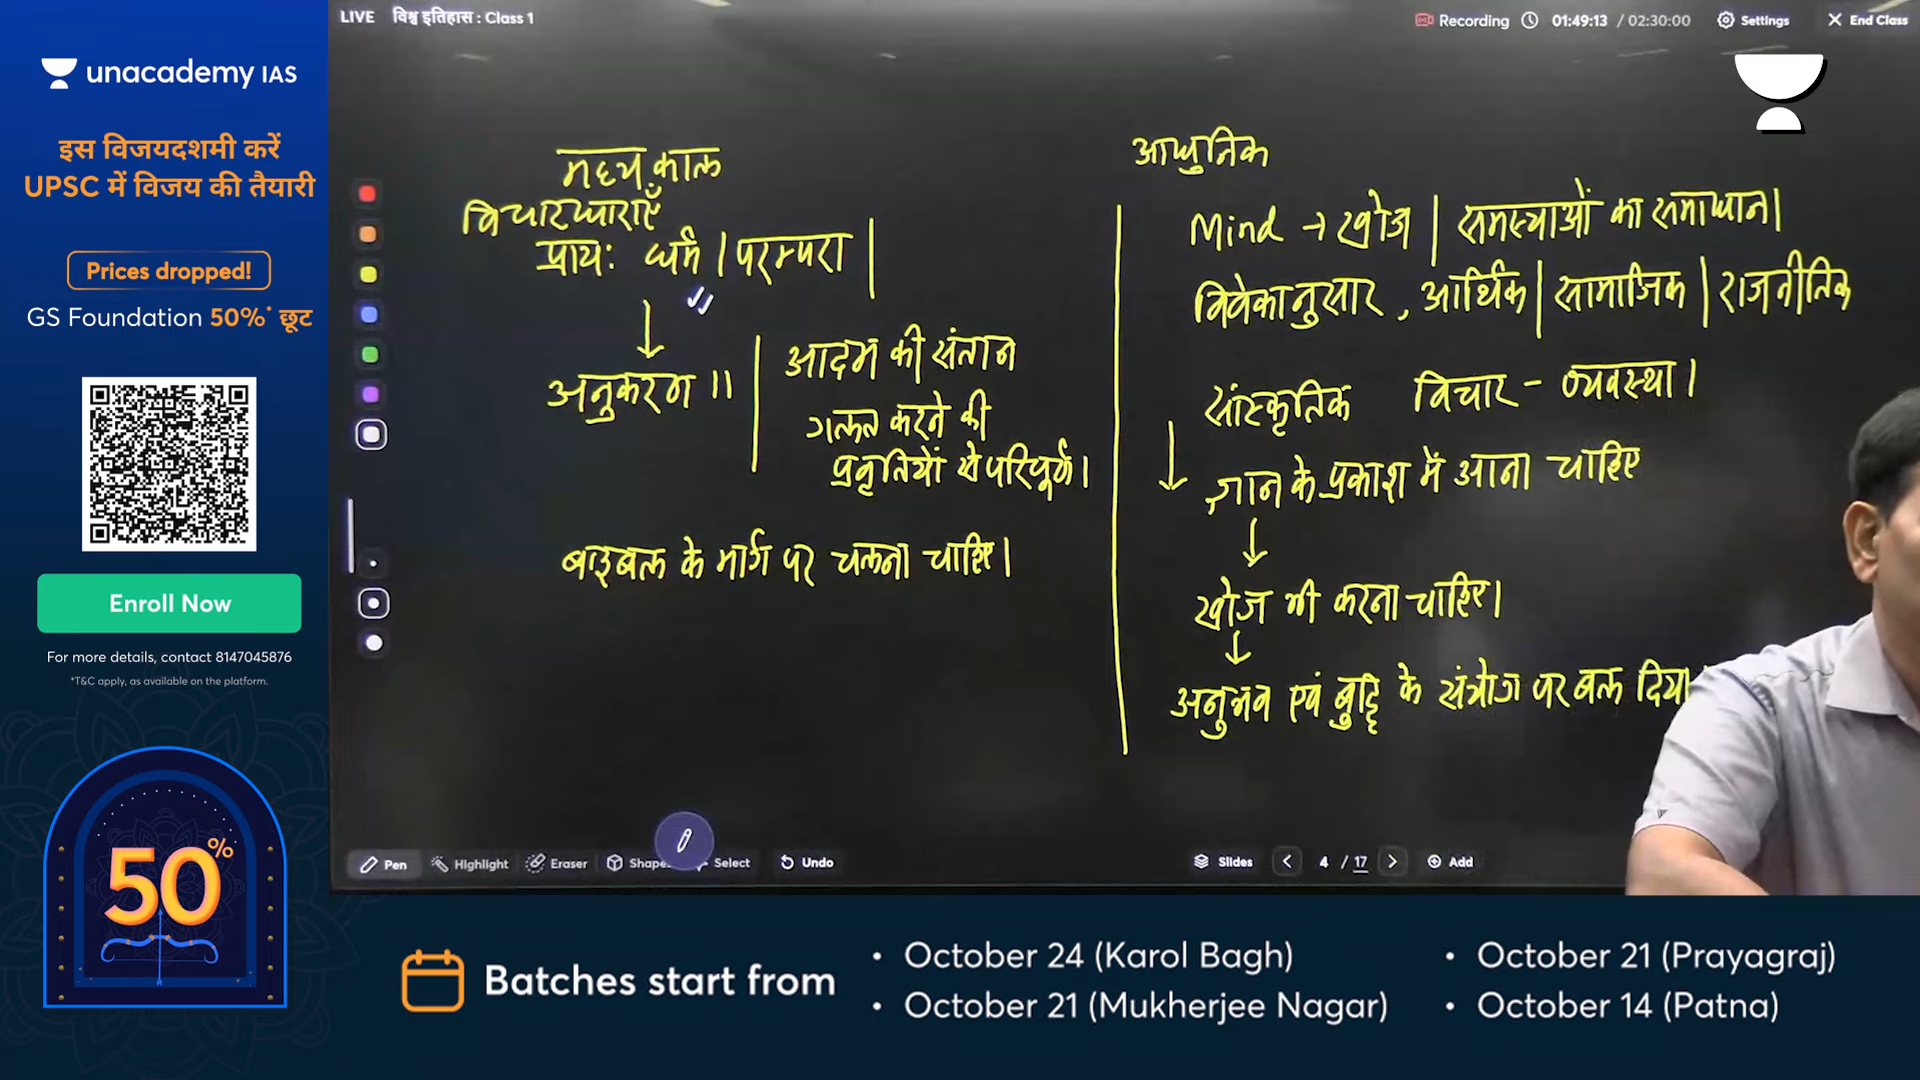 LIVE विश्व इतिहास : Class 1
Recording 01:49:13 / 02:30:00 Settings End Class
unacademy IAS
इस विजयदशमी करें
UPSC में विजय की तैयारी
Prices dropped!
GS Foundation 50%* छूट
Enroll Now
For more details, contact 8147045876
*T&C apply, as available on the platform.
50%
मध्य काल
विचारधाराएँ
प्रायः धर्म | परम्परा |
अनुकरण ||
आदम की संतान
गलत करने की
प्रवृतियों से परिपूर्ण।
बाइबल के मार्ग पर चलना चाहिए।
आधुनिक
Mind → खोज | समस्याओं का समाधान।
विवेकानुसार, आर्थिक | सामाजिक | राजनीतिक
सांस्कृतिक विचार - व्यवस्था।
ज्ञान के प्रकाश में आना चाहिए
खोज भी करना चाहिए।
अनुभव एवं बुद्धि के संयोग पर बल दिया
Pen Highlight Eraser Shape Select Undo
Slides 4 / 17 Add
Batches start from
• October 24 (Karol Bagh)
• October 21 (Mukherjee Nagar)
• October 21 (Prayagraj)
• October 14 (Patna)